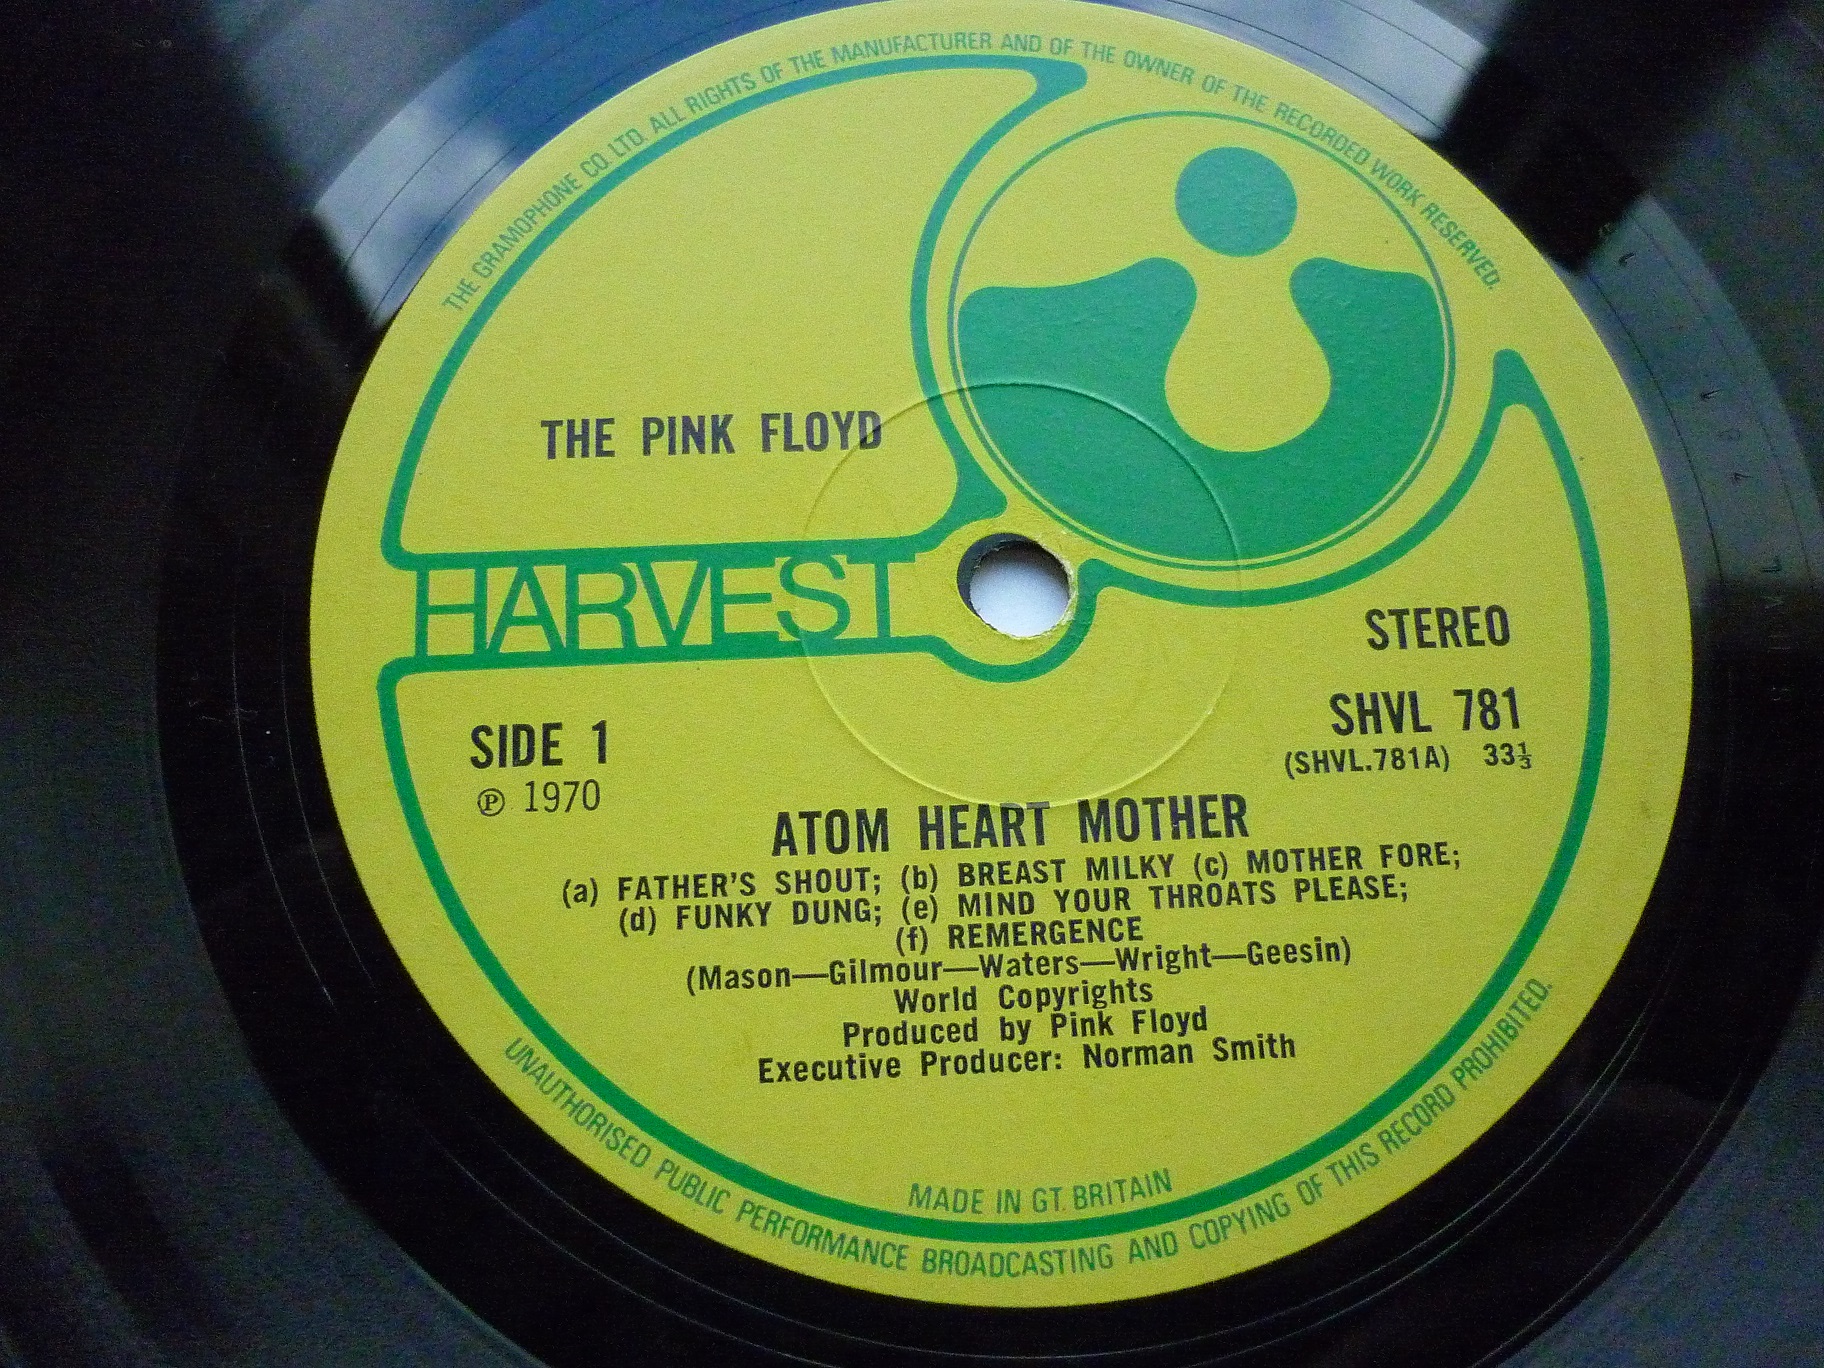 THE GRAMOPHONE CO. LTD. ALL RIGHTS OF THE MANUFACTURER AND OF THE OWNER OF THE RECORDED WORK RESERVED.
THE PINK FLOYD
HARVEST
STEREO
SHVL 781
(SHVL.781A) 33⅓
SIDE 1
℗ 1970
ATOM HEART MOTHER
(a) FATHER'S SHOUT; (b) BREAST MILKY (c) MOTHER FORE;
(d) FUNKY DUNG; (e) MIND YOUR THROATS PLEASE;
(f) REMERGENCE
(Mason—Gilmour—Waters—Wright—Geesin)
World Copyrights
Produced by Pink Floyd
Executive Producer: Norman Smith
MADE IN GT. BRITAIN
UNAUTHORISED PUBLIC PERFORMANCE BROADCASTING AND COPYING OF THIS RECORD PROHIBITED.